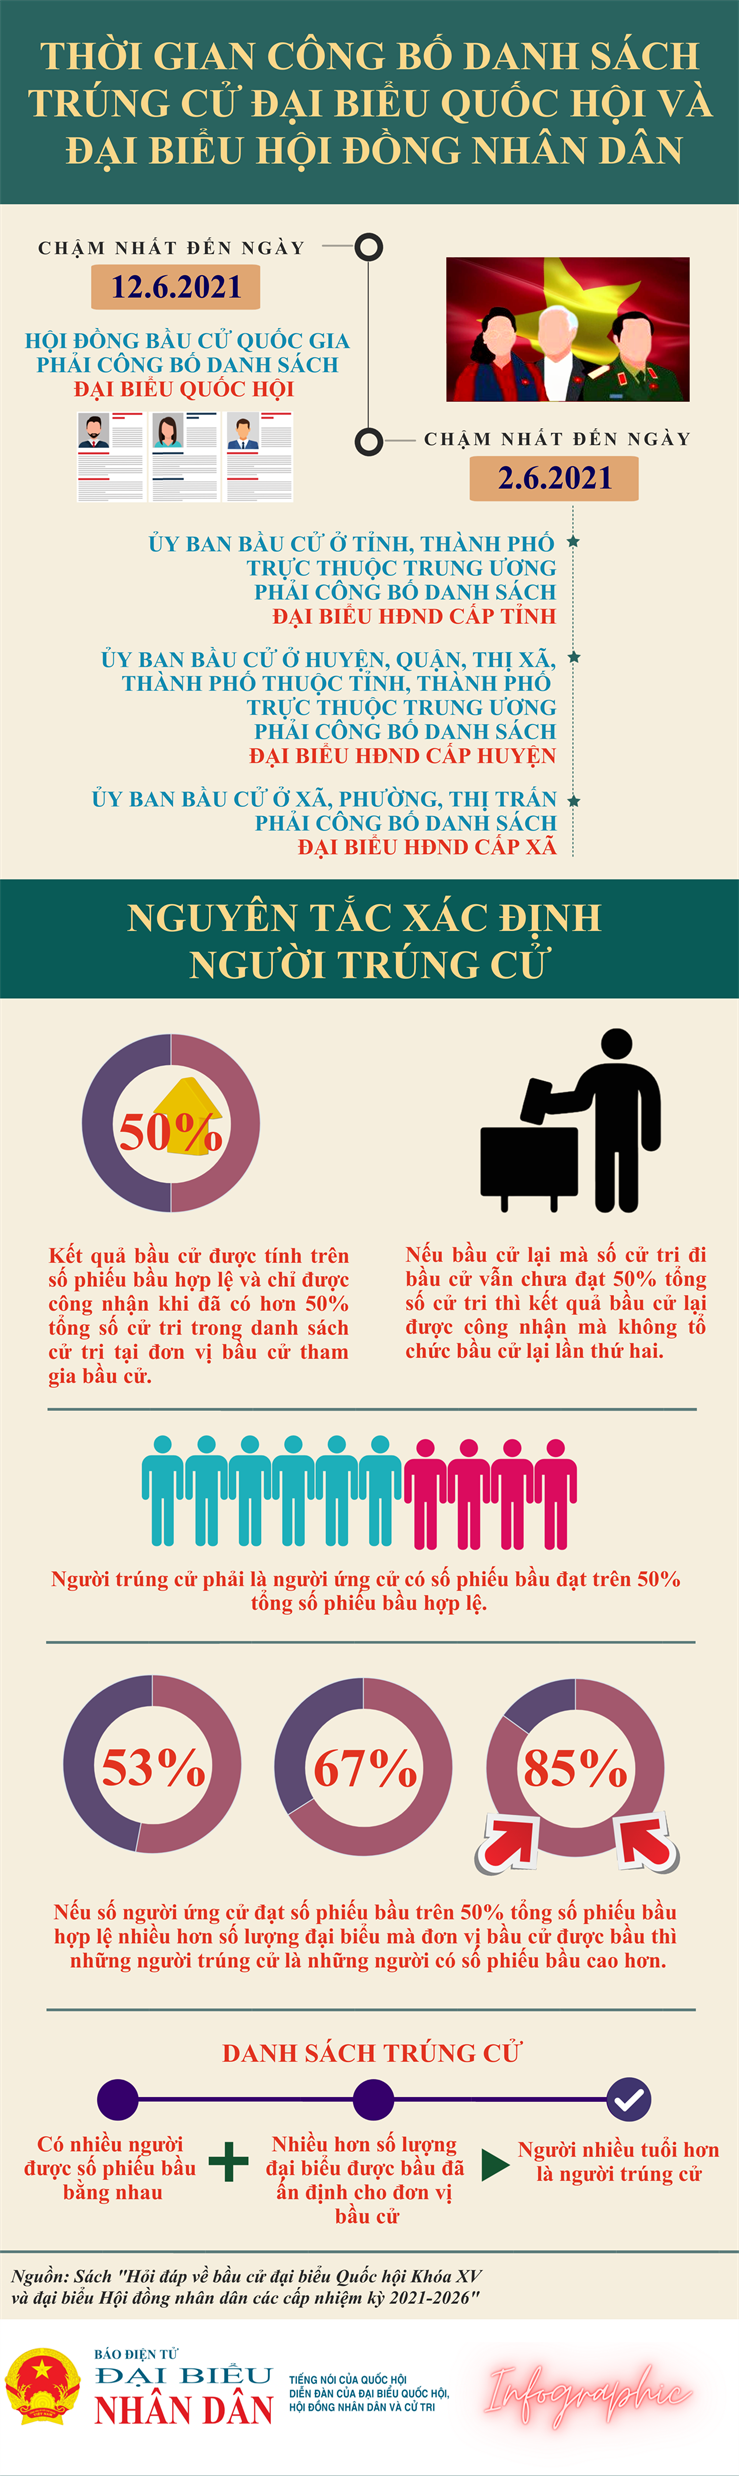 THỜI GIAN CÔNG BỐ DANH SÁCH
TRÚNG CỬ ĐẠI BIỂU QUỐC HỘI VÀ
ĐẠI BIỂU HỘI ĐỒNG NHÂN DÂN
CHẬM NHẤT ĐẾN NGÀY
12.6.2021
HỘI ĐỒNG BẦU CỬ QUỐC GIA
PHẢI CÔNG BỐ DANH SÁCH
ĐẠI BIỂU QUỐC HỘI
CHẬM NHẤT ĐẾN NGÀY
2.6.2021
ỦY BAN BẦU CỬ Ở TỈNH, THÀNH PHỐ
TRỰC THUỘC TRUNG ƯƠNG
PHẢI CÔNG BỐ DANH SÁCH
ĐẠI BIỂU HĐND CẤP TỈNH
ỦY BAN BẦU CỬ Ở HUYỆN, QUẬN, THỊ XÃ,
THÀNH PHỐ THUỘC TỈNH, THÀNH PHỐ
TRỰC THUỘC TRUNG ƯƠNG
PHẢI CÔNG BỐ DANH SÁCH
ĐẠI BIỂU HĐND CẤP HUYỆN
ỦY BAN BẦU CỬ Ở XÃ, PHƯỜNG, THỊ TRẤN
PHẢI CÔNG BỐ DANH SÁCH
ĐẠI BIỂU HĐND CẤP XÃ
NGUYÊN TẮC XÁC ĐỊNH
NGƯỜI TRÚNG CỬ
50%
Kết quả bầu cử được tính trên
số phiếu bầu hợp lệ và chỉ được
công nhận khi đã có hơn 50%
tổng số cử tri trong danh sách
cử tri tại đơn vị bầu cử tham
gia bầu cử.
Nếu bầu cử lại mà số cử tri đi
bầu cử vẫn chưa đạt 50% tổng
số cử tri thì kết quả bầu cử lại
được công nhận mà không tổ
chức bầu cử lại lần thứ hai.
Người trúng cử phải là người ứng cử có số phiếu bầu đạt trên 50%
tổng số phiếu bầu hợp lệ.
53%
67%
85%
Nếu số người ứng cử đạt số phiếu bầu trên 50% tổng số phiếu bầu
hợp lệ nhiều hơn số lượng đại biểu mà đơn vị bầu cử được bầu thì
những người trúng cử là những người có số phiếu bầu cao hơn.
DANH SÁCH TRÚNG CỬ
Có nhiều người
được số phiếu bầu
bằng nhau
Nhiều hơn số lượng
đại biểu được bầu đã
ấn định cho đơn vị
bầu cử
Người nhiều tuổi hơn
là người trúng cử
Nguồn: Sách "Hỏi đáp về bầu cử đại biểu Quốc hội Khóa XV
và đại biểu Hội đồng nhân dân các cấp nhiệm kỳ 2021-2026"
BÁO ĐIỆN TỬ
ĐẠI BIỂU
NHÂN DÂN
TIẾNG NÓI CỦA QUỐC HỘI
DIỄN ĐÀN CỦA ĐẠI BIỂU QUỐC HỘI,
HỘI ĐỒNG NHÂN DÂN VÀ CỬ TRI
Infographic